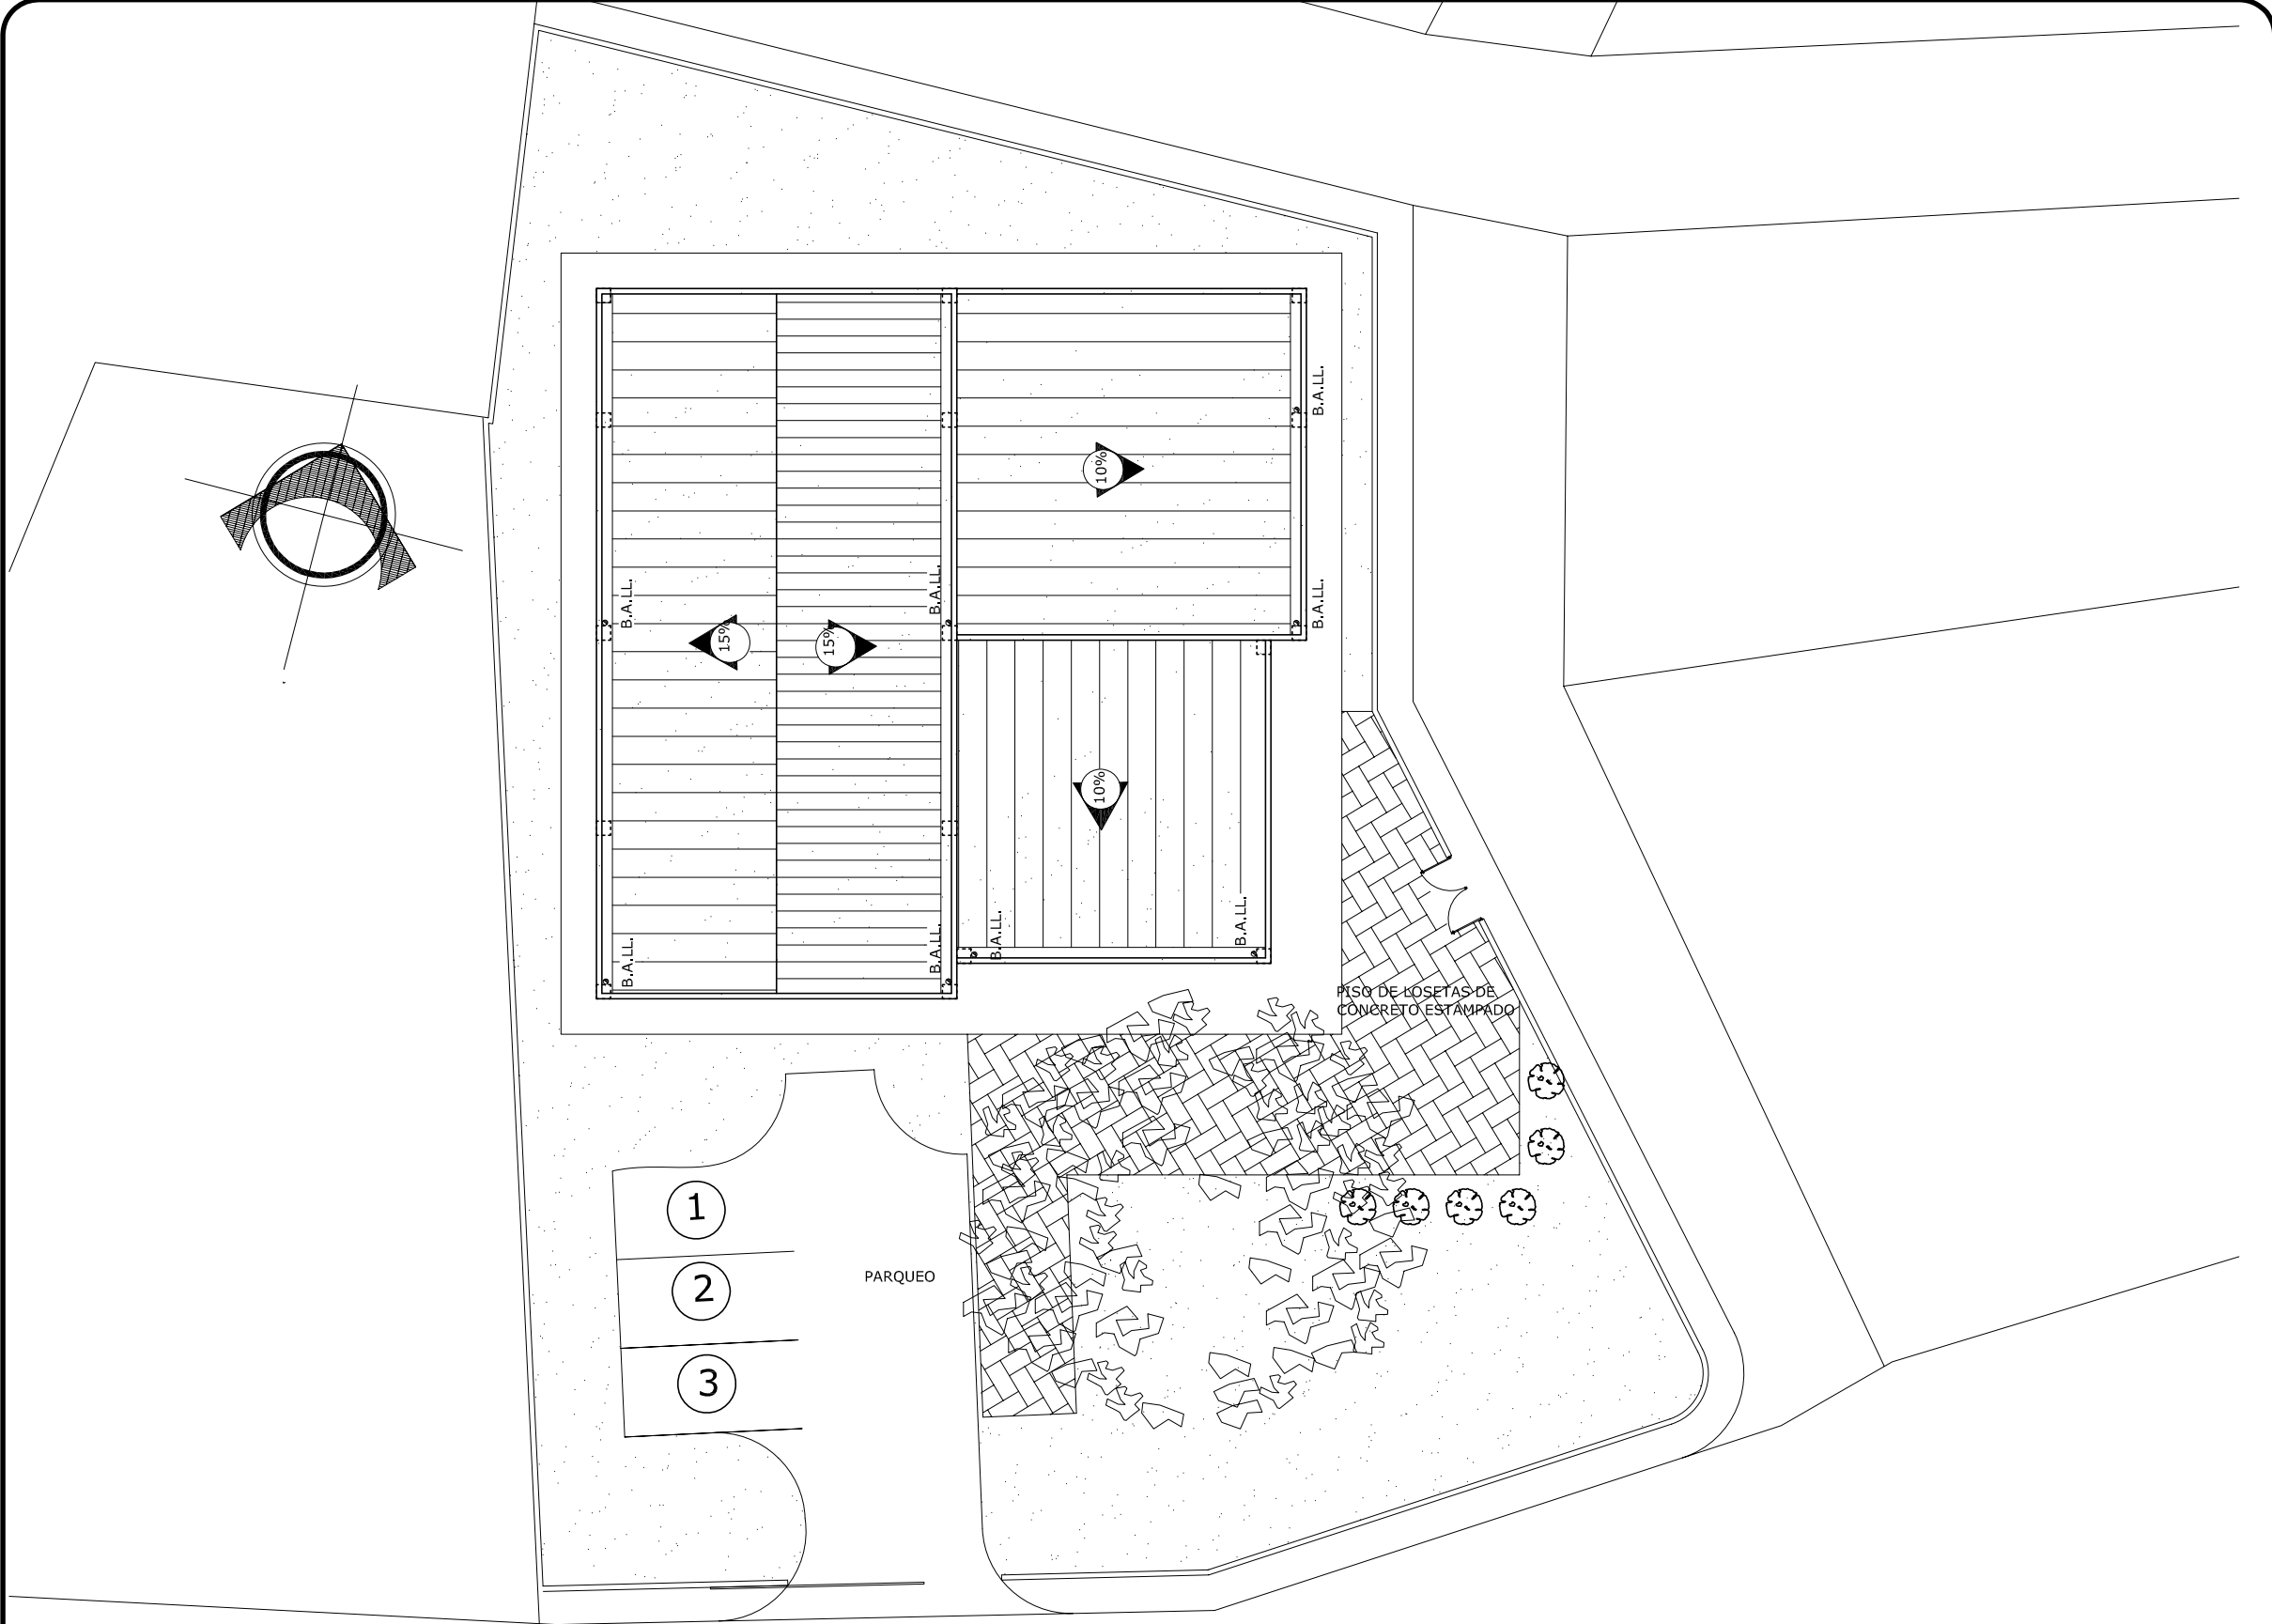 B.A.LL.
10%
B.A.LL.
B.A.LL.
B.A.LL.
15%
15%
10%
B.A.LL.
B.A.LL.
B.A.LL.
B.A.LL.
PISO DE LOSETAS DE
CONCRETO ESTAMPADO
1
2
PARQUEO
3